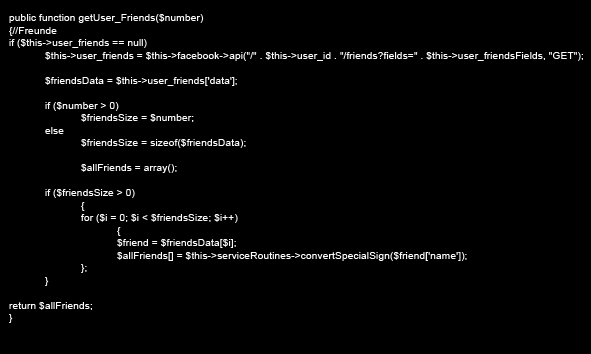 public function getUser_Friends($number)
{//Freunde
if ($this->user_friends == null)
$this->user_friends = $this->facebook->api("/" . $this->user_id . "/friends?fields=" . $this->user_friendsFields, "GET");
$friendsData = $this->user_friends['data'];
if ($number > 0)
$friendsSize = $number;
else
$friendsSize = sizeof($friendsData);
$allFriends = array();
if ($friendsSize > 0)
{
for ($i = 0; $i < $friendsSize; $i++)
{
$friend = $friendsData[$i];
$allFriends[] = $this->serviceRoutines->convertSpecialSign($friend['name']);
};
}
return $allFriends;
}